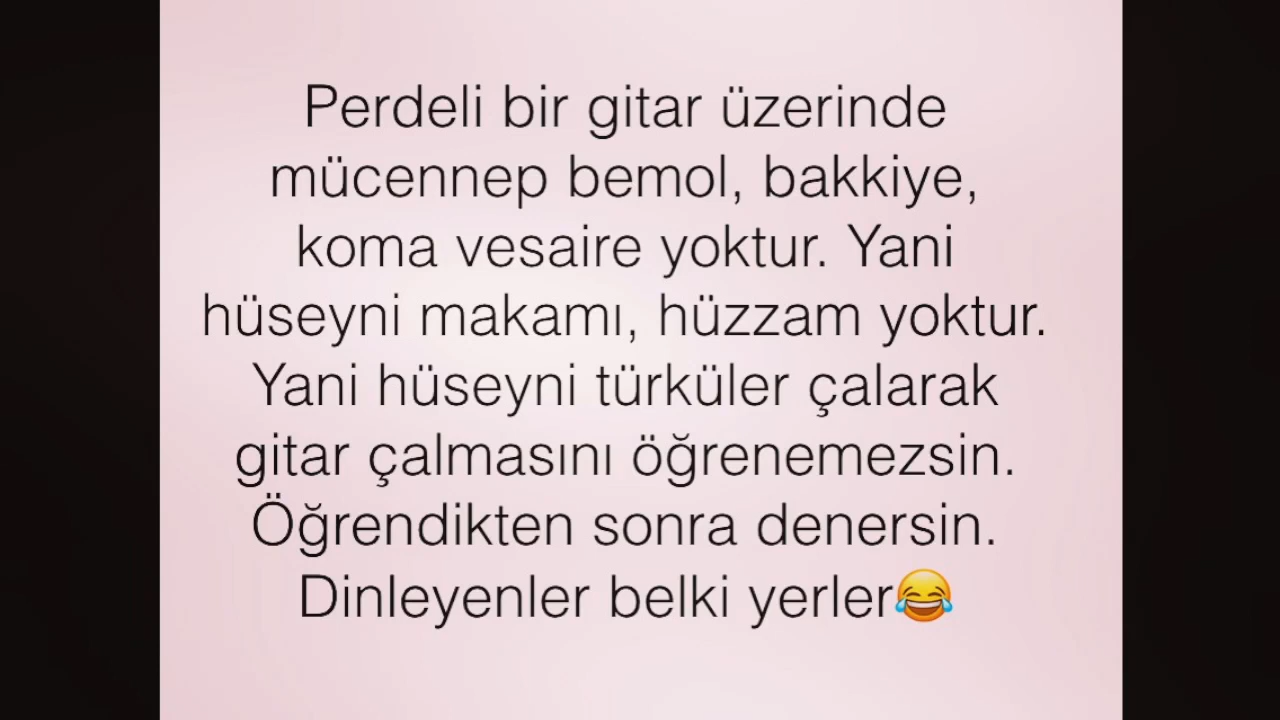 Perdeli bir gitar üzerinde
mücennep bemol, bakkiye,
koma vesaire yoktur. Yani
hüseyni makamı, hüzzam yoktur.
Yani hüseyni türküler çalarak
gitar çalmasını öğrenemezsin.
Öğrendikten sonra denersin.
Dinleyenler belki yerler😂